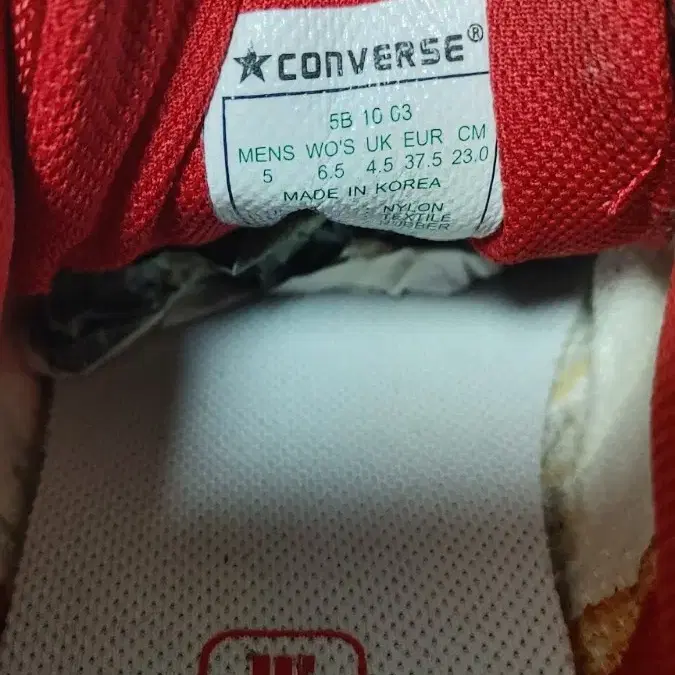 ★CONVERSE®
5B 10 03
MENS WO'S UK EUR CM
5 6.5 4.5 37.5 23.0
MADE IN KOREA
NYLON
TEXTILE
RUBBER